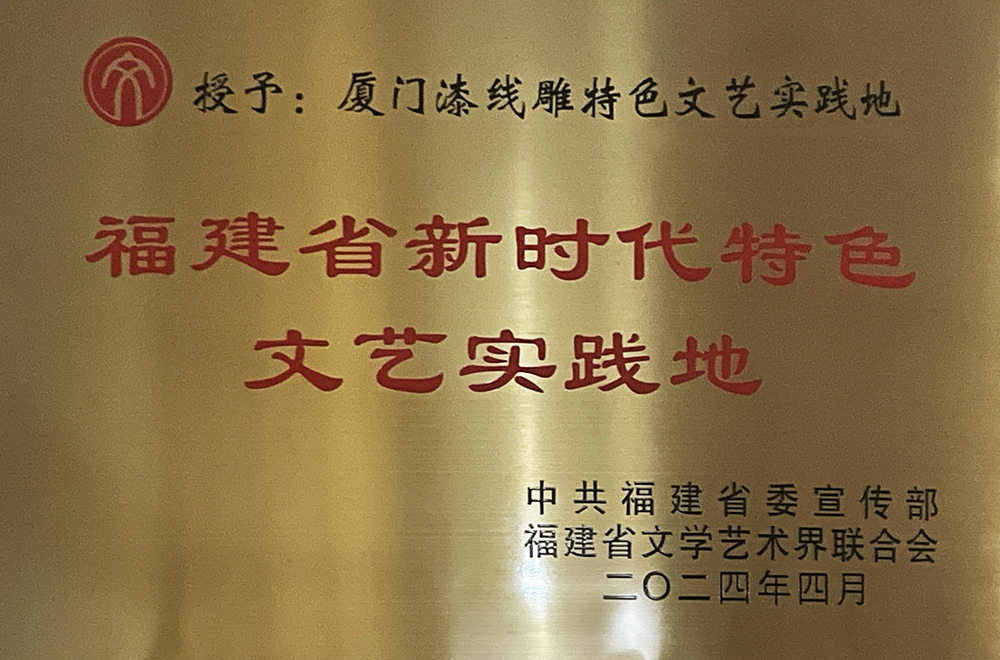 授予：厦门漆线雕特色文艺实践地
福建省新时代特色
文艺实践地
中共福建省委宣传部
福建省文学艺术界联合会
二〇二四年四月